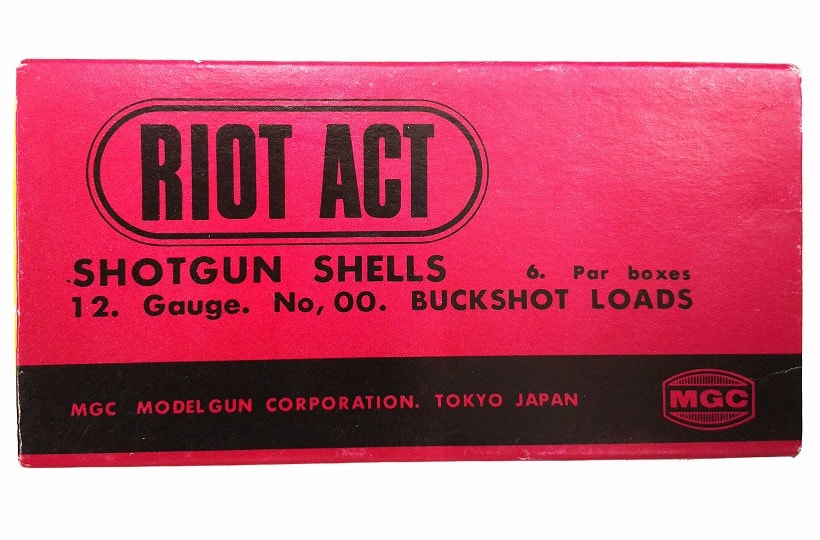 RIOT ACT
SHOTGUN SHELLS 6. Par boxes
12. Gauge. No, 00. BUCKSHOT LOADS
MGC MODELGUN CORPORATION. TOKYO JAPAN
MGC